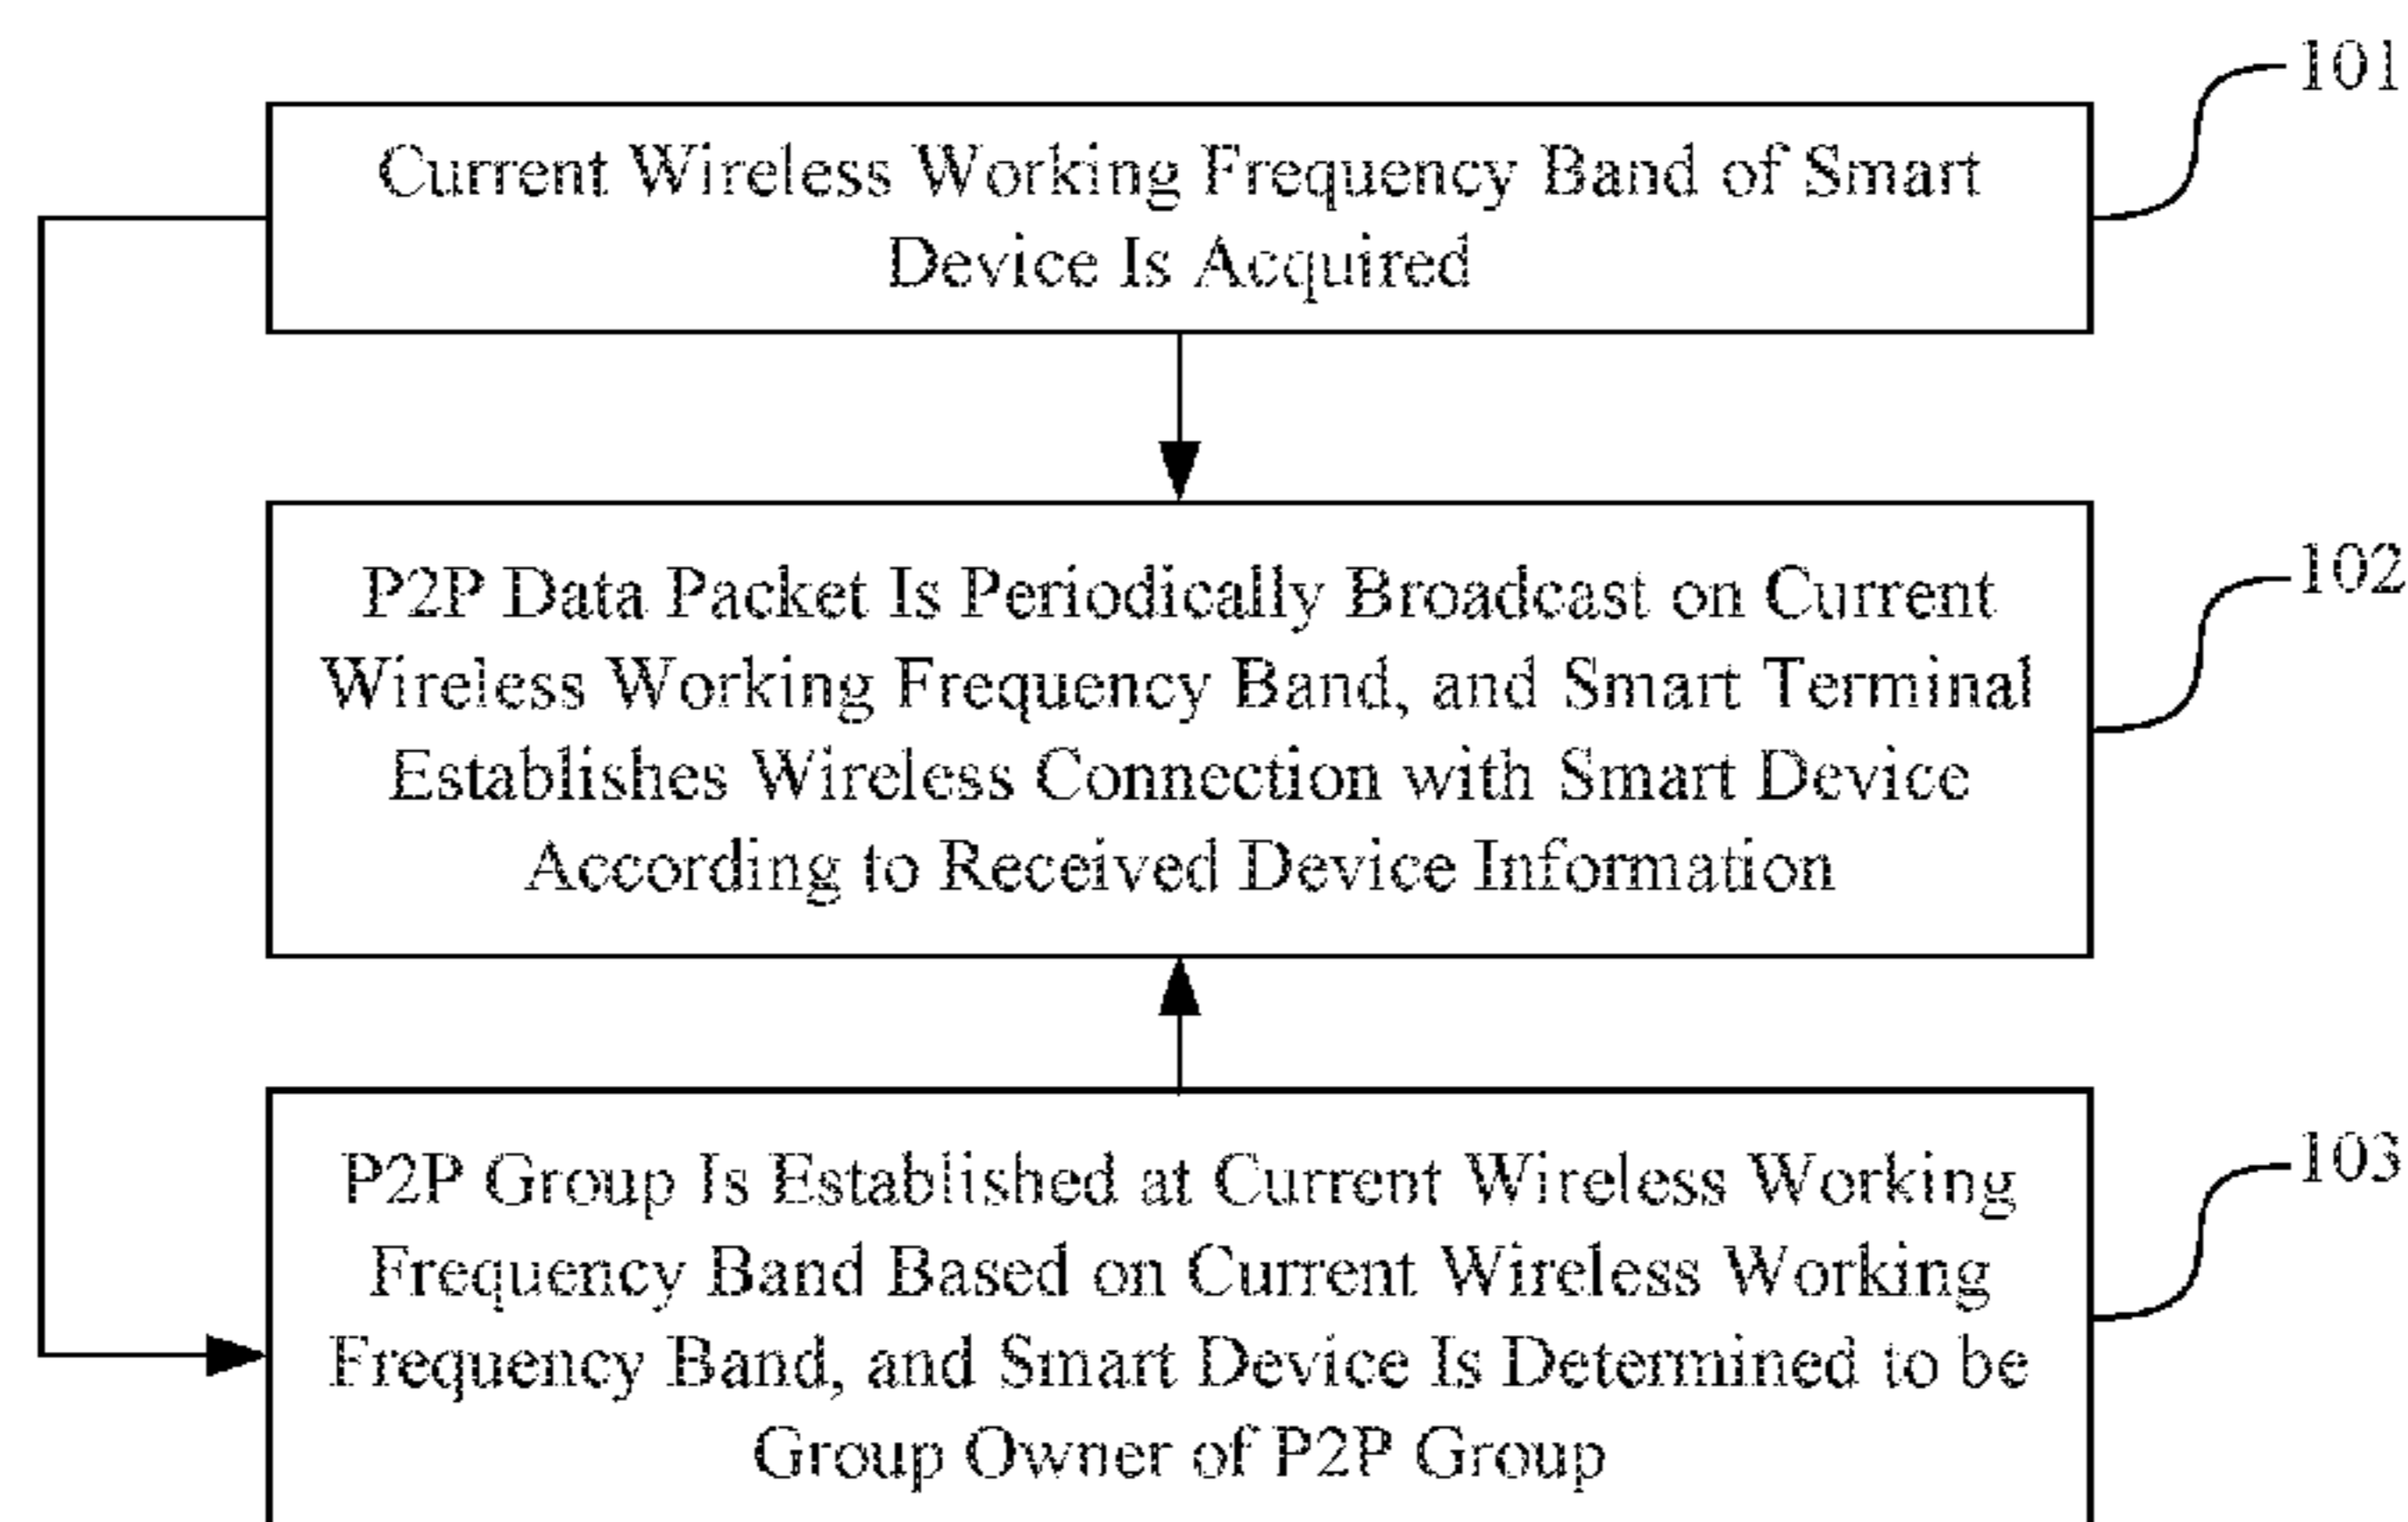 101
Current Wireless Working Frequency Band of Smart
Device Is Acquired
102
P2P Data Packet Is Periodically Broadcast on Current
Wireless Working Frequency Band, and Smart Terminal
Establishes Wireless Connection with Smart Device
According to Received Device Information
103
P2P Group Is Established at Current Wireless Working
Frequency Band Based on Current Wireless Working
Frequency Band, and Smart Device Is Determined to be
Group Owner of P2P Group